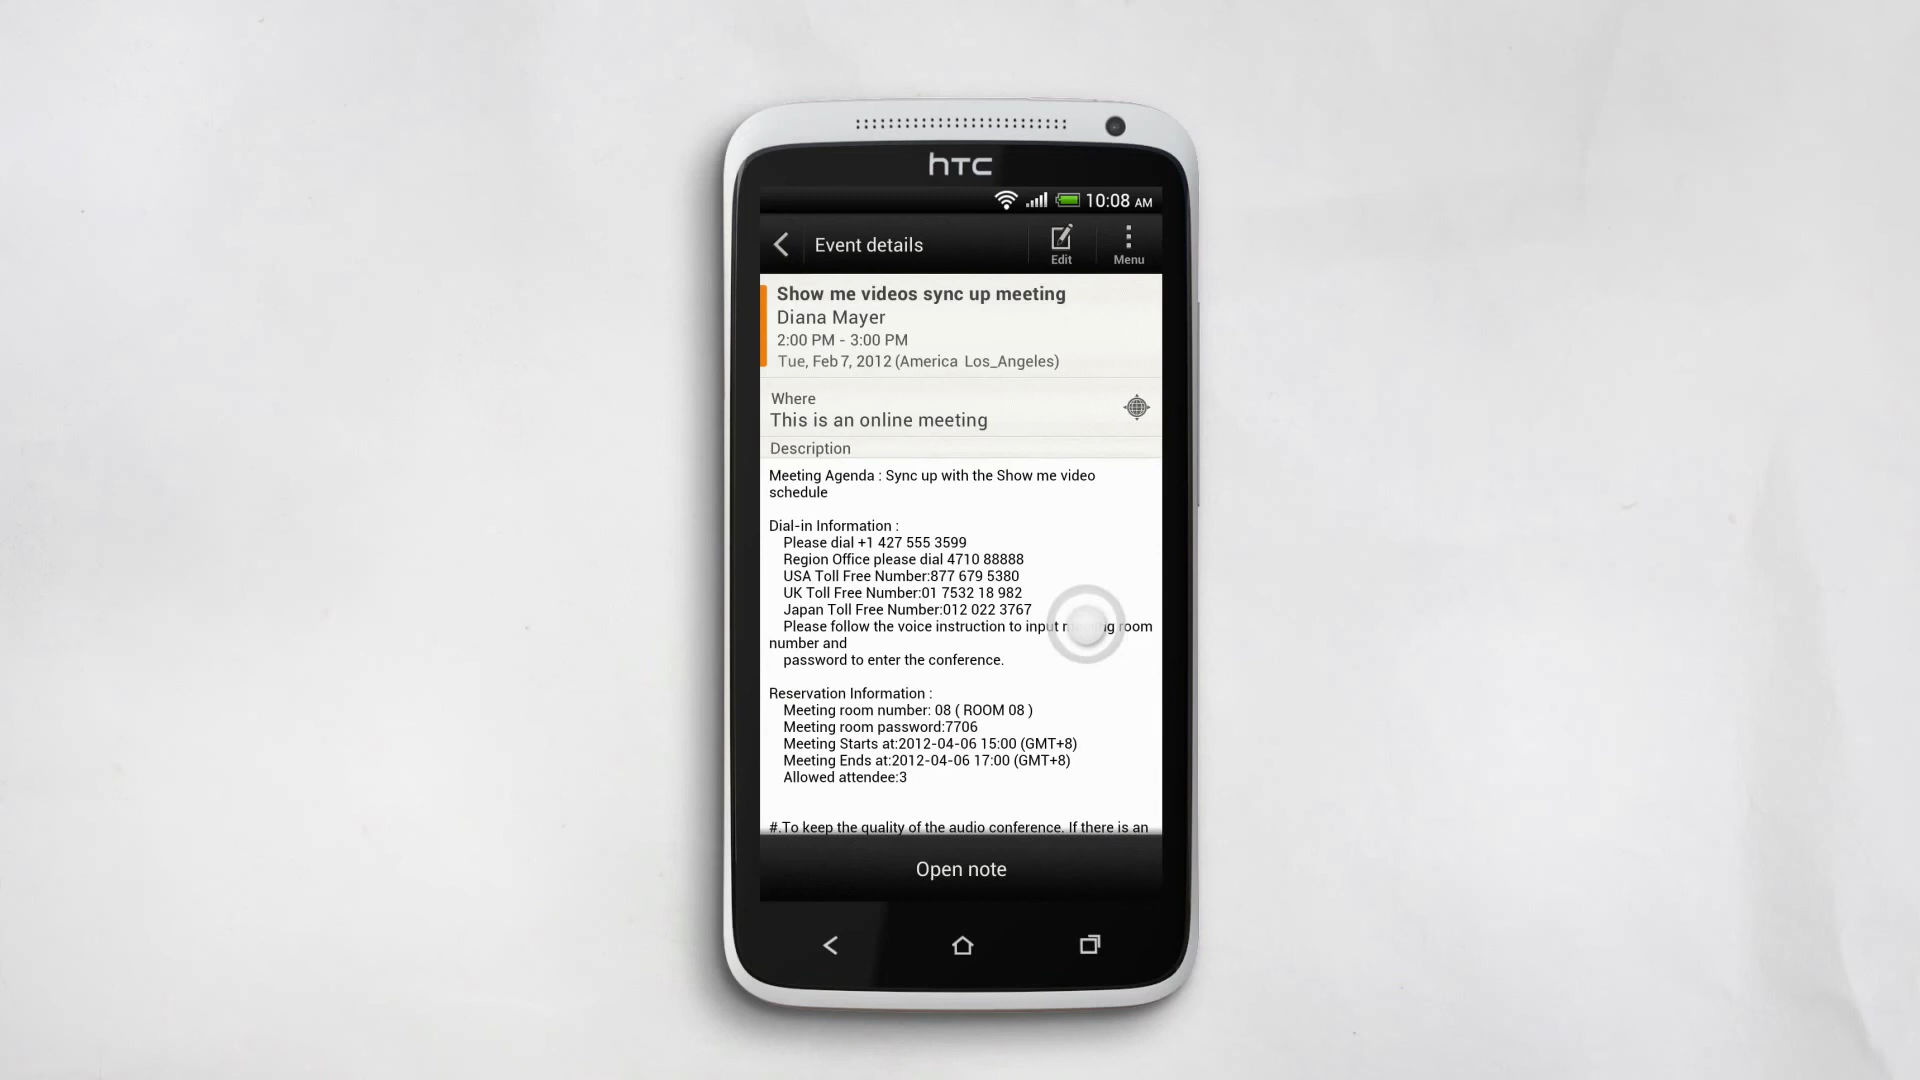 hTC
10:08 AM
Event details
Edit
Menu
Show me videos sync up meeting
Diana Mayer
2:00 PM - 3:00 PM
Tue, Feb 7, 2012 (America Los_Angeles)
Where
This is an online meeting
Description
Meeting Agenda : Sync up with the Show me video
schedule
Dial-in Information :
Please dial +1 427 555 3599
Region Office please dial 4710 88888
USA Toll Free Number:877 679 5380
UK Toll Free Number:01 7532 18 982
Japan Toll Free Number:012 022 3767
Please follow the voice instruction to input room
number and
password to enter the conference.
Reservation Information :
Meeting room number: 08 ( ROOM 08 )
Meeting room password:7706
Meeting Starts at:2012-04-06 15:00 (GMT+8)
Meeting Ends at:2012-04-06 17:00 (GMT+8)
Allowed attendee:3
#.To keep the quality of the audio conference. If there is an
Open note